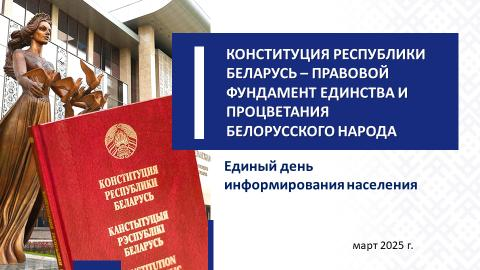 КОНСТИТУЦИЯ РЕСПУБЛИКИ
БЕЛАРУСЬ – ПРАВОВОЙ
ФУНДАМЕНТ ЕДИНСТВА И
ПРОЦВЕТАНИЯ
БЕЛОРУССКОГО НАРОДА
Единый день
информирования населения
март 2025 г.
КОНСТИТУЦИЯ
РЕСПУБЛИКИ
БЕЛАРУСЬ
КАНСТЫТУЦЫЯ
РЭСПУБЛІКІ
БЕЛАРУСЬ